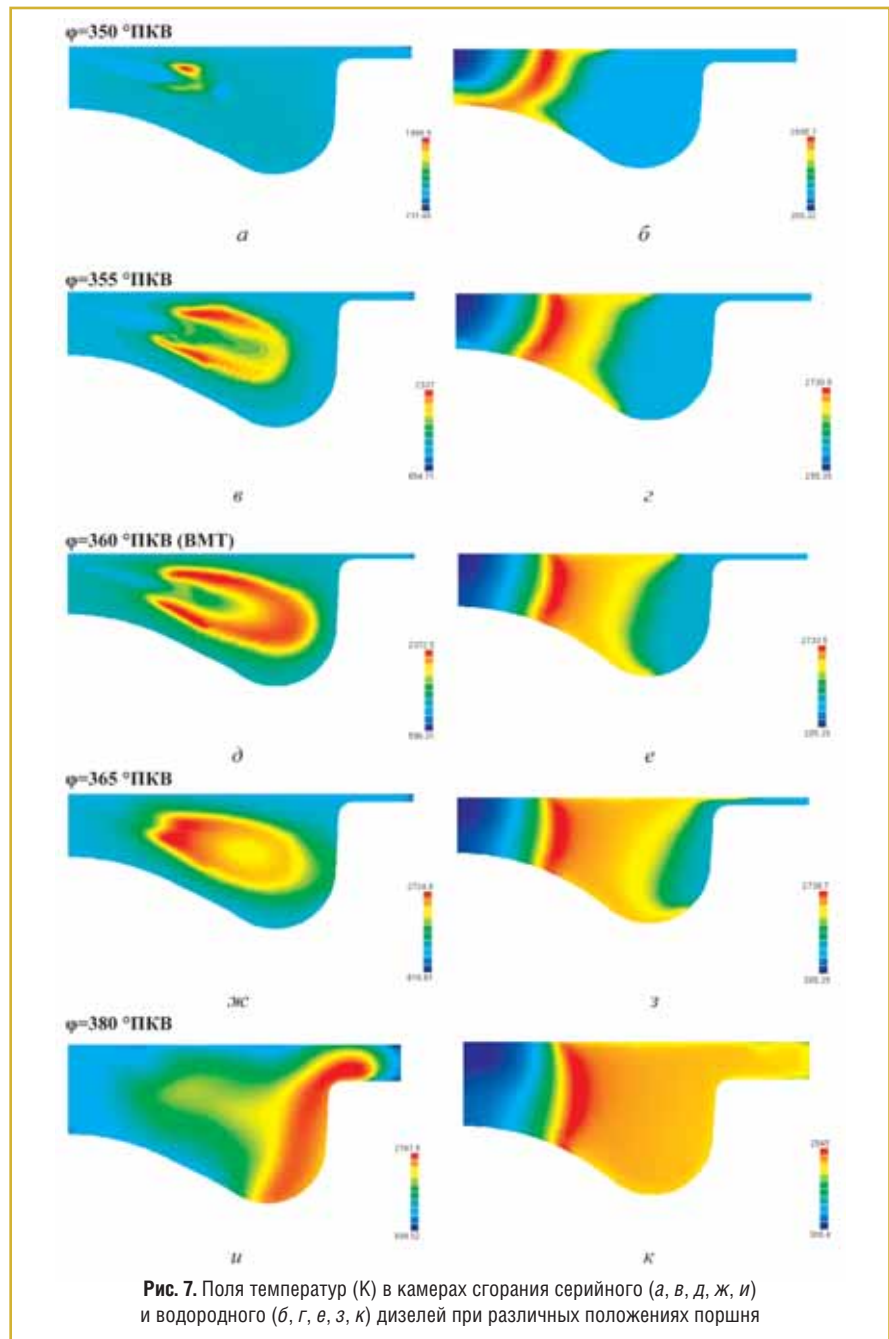 φ=350 °ПКВ
а
б
φ=355 °ПКВ
2337
в
г
φ=360 °ПКВ (ВМТ)
д
е
φ=365 °ПКВ
ж
з
φ=380 °ПКВ
и
к
Рис. 7. Поля температур (К) в камерах сгорания серийного (а, в, д, ж, и)
и водородного (б, г, е, з, к) дизелей при различных положениях поршня